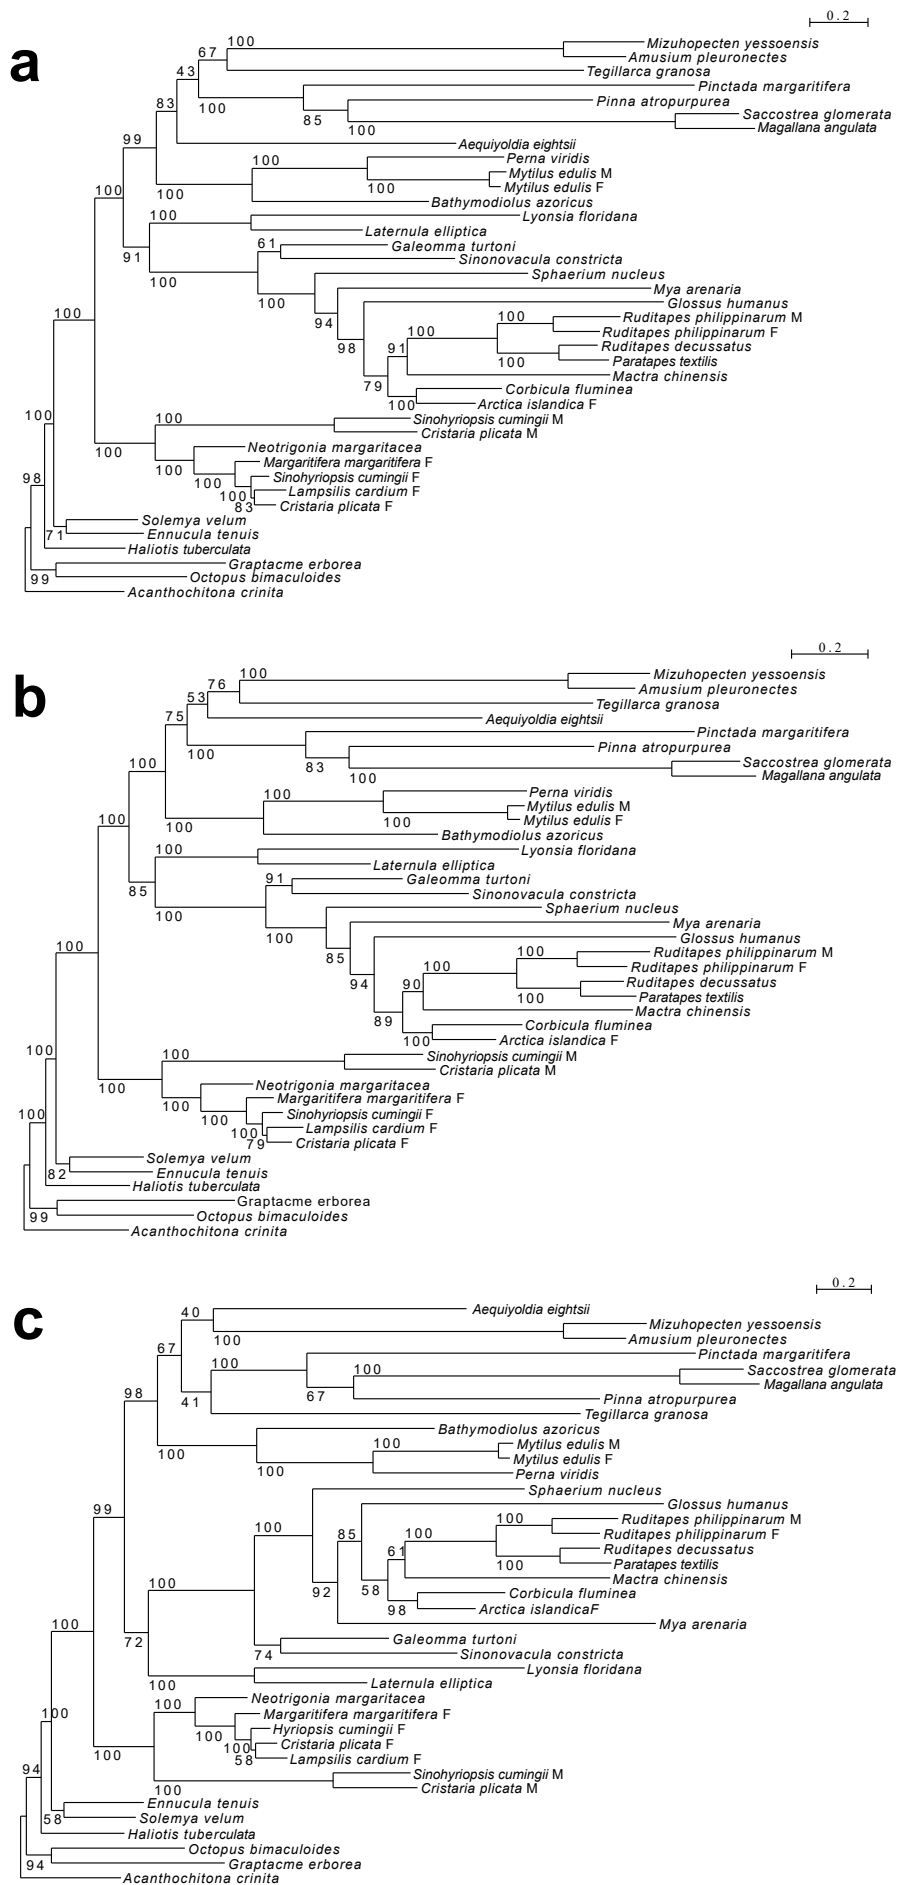 0.2
a
100
67
Mizuhopecten yessoensis
Amusium pleuronectes
43
Tegillarca granosa
Pinctada margaritifera
83
100
Pinna atropurpurea
85
100
Saccostrea glomerata
Magallana angulata
99
Aequiyoldia eightsii
100
Perna viridis
Mytilus edulis M
100
100
Mytilus edulis F
Bathymodiolus azoricus
100
100
Lyonsia floridana
Laternula elliptica
91
61
Galeomma turtoni
Sinonovacula constricta
100
Sphaerium nucleus
100
Mya arenaria
94
Glossus humanus
100
100
Ruditapes philippinarum M
Ruditapes philippinarum F
98
91
100
Ruditapes decussatus
Paratapes textilis
Mactra chinensis
79
Corbicula fluminea
100
Arctica islandica F
100
100
Sinohyriopsis cumingii M
Cristaria plicata M
100
100
Neotrigonia margaritacea
100
Margaritifera margaritifera F
Sinohyriopsis cumingii F
100
Lampsilis cardium F
83
Cristaria plicata F
98
Solemya velum
71
Ennucula tenuis
Haliotis tuberculata
Graptacme erborea
99
Octopus bimaculoides
Acanthochitona crinita
0.2
b
100
76
Mizuhopecten yessoensis
Amusium pleuronectes
53
Tegillarca granosa
75
Aequiyoldia eightsii
Pinctada margaritifera
100
Pinna atropurpurea
83
100
Saccostrea glomerata
Magallana angulata
100
100
Perna viridis
Mytilus edulis M
100
100
Mytilus edulis F
Bathymodiolus azoricus
100
100
Lyonsia floridana
Laternula elliptica
85
91
Galeomma turtoni
Sinonovacula constricta
100
Sphaerium nucleus
100
Mya arenaria
85
Glossus humanus
100
100
100
Ruditapes philippinarum M
Ruditapes philippinarum F
94
90
100
Ruditapes decussatus
Paratapes textilis
Mactra chinensis
89
Corbicula fluminea
100
Arctica islandica F
100
100
Sinohyriopsis cumingii M
Cristaria plicata M
100
100
Neotrigonia margaritacea
Margaritifera margaritifera F
100
Sinohyriopsis cumingii F
100
Lampsilis cardium F
79
Cristaria plicata F
100
Solemya velum
82
Ennucula tenuis
Haliotis tuberculata
Graptacme erborea
99
Octopus bimaculoides
Acanthochitona crinita
0.2
c
40
Aequiyoldia eightsii
Mizuhopecten yessoensis
100
Amusium pleuronectes
67
Pinctada margaritifera
100
100
Saccostrea glomerata
Magallana angulata
98
41
67
Pinna atropurpurea
Tegillarca granosa
Bathymodiolus azoricus
100
100
Mytilus edulis M
Mytilus edulis F
100
Perna viridis
Sphaerium nucleus
99
Glossus humanus
100
85
100
100
Ruditapes philippinarum M
Ruditapes philippinarum F
61
100
Ruditapes decussatus
Paratapes textilis
Mactra chinensis
100
92
58
Corbicula fluminea
98
Arctica islandicaF
Mya arenaria
100
72
Galeomma turtoni
74
Sinonovacula constricta
Lyonsia floridana
100
Laternula elliptica
100
Neotrigonia margaritacea
100
Margaritifera margaritifera F
100
Hyriopsis cumingii F
100
100
Cristaria plicata F
58
Lampsilis cardium F
Sinohyriopsis cumingii M
94
100
Cristaria plicata M
Ennucula tenuis
58
Solemya velum
Haliotis tuberculata
Octopus bimaculoides
94
Graptacme erborea
Acanthochitona crinita